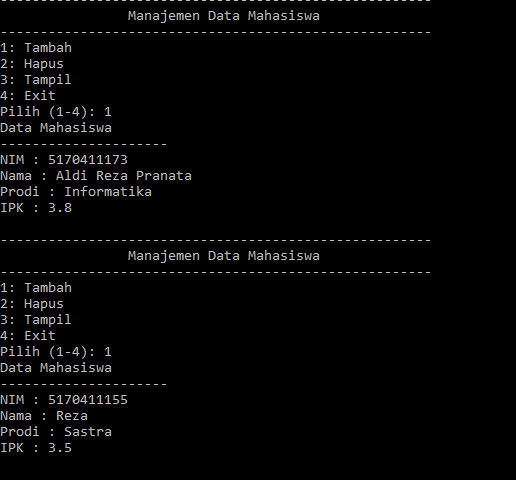 ------------------------------------------------------
Manajemen Data Mahasiswa
------------------------------------------------------
1: Tambah
2: Hapus
3: Tampil
4: Exit
Pilih (1-4): 1
Data Mahasiswa
---------------------
NIM : 5170411173
Nama : Aldi Reza Pranata
Prodi : Informatika
IPK : 3.8
------------------------------------------------------
Manajemen Data Mahasiswa
------------------------------------------------------
1: Tambah
2: Hapus
3: Tampil
4: Exit
Pilih (1-4): 1
Data Mahasiswa
---------------------
NIM : 5170411155
Nama : Reza
Prodi : Sastra
IPK : 3.5